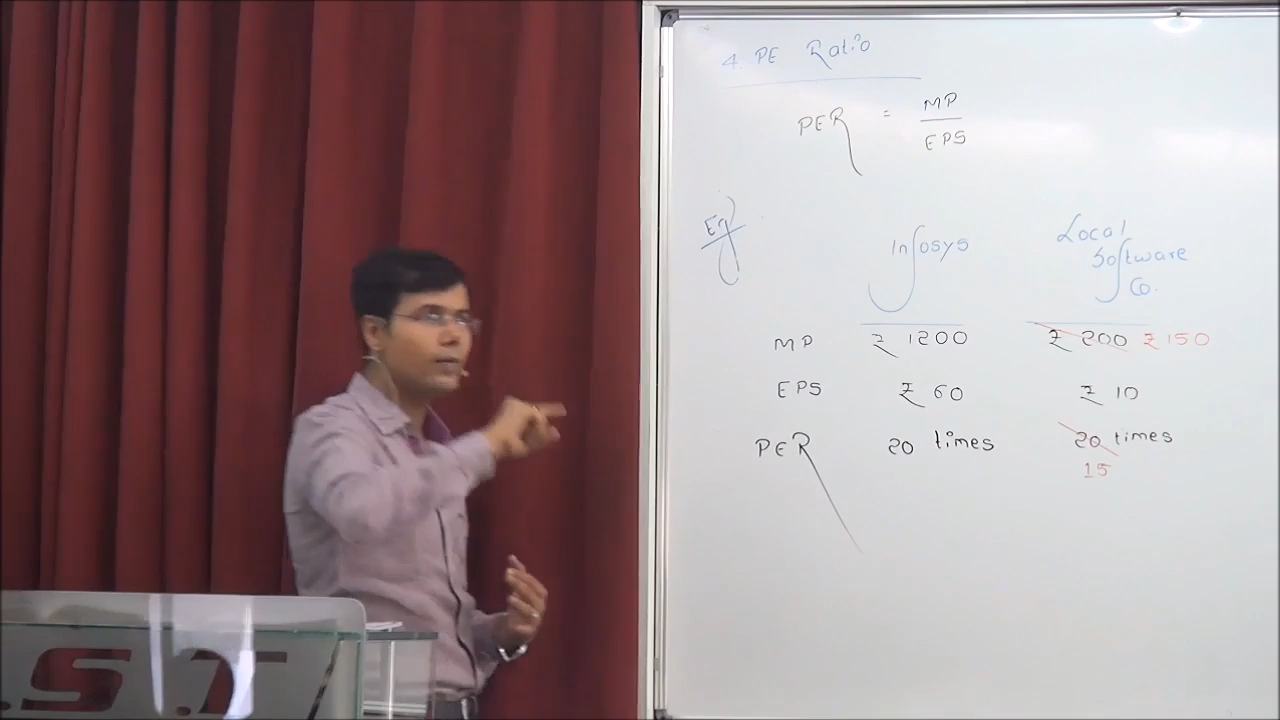 4. PE Ratio
PER = MP
EPS
Eg
Infosys
Local
Software
Co.
MP ₹ 1200 ₹ 200 ₹ 150
EPS ₹ 60 ₹ 10
PER 20 times 20 times
15
.S.T